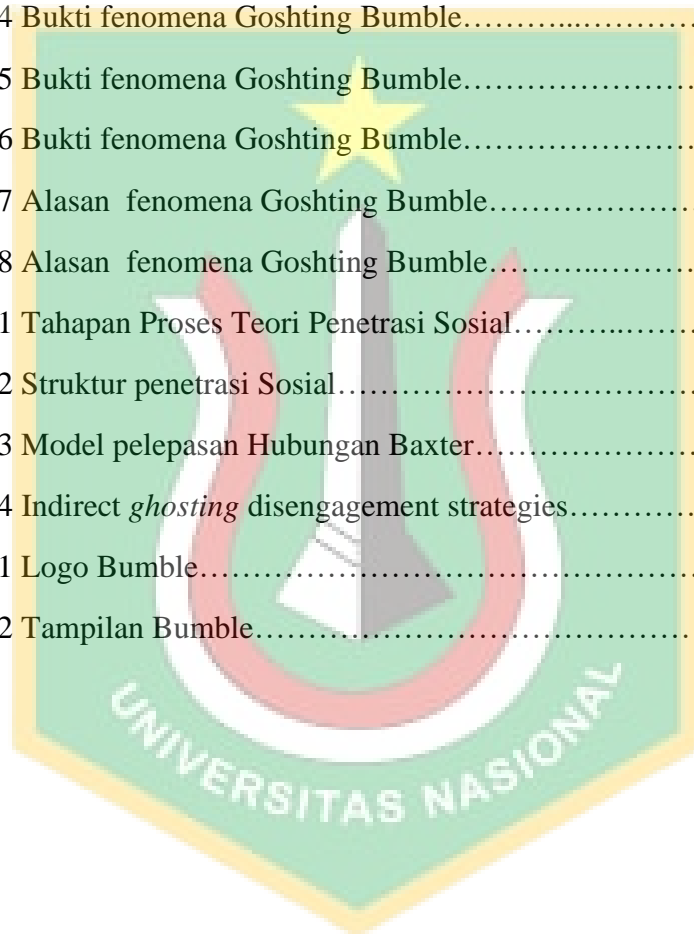 4 Bukti fenomena Goshting Bumble…………...……….
5 Bukti fenomena Goshting Bumble………………….
6 Bukti fenomena Goshting Bumble………………….
7 Alasan  fenomena Goshting Bumble……………….
8 Alasan  fenomena Goshting Bumble………..…….
1 Tahapan Proses Teori Penetrasi Sosial………..…….
2 Struktur penetrasi Sosial……………………………….
3 Model pelepasan Hubungan Baxter………………….
4 Indirect ghosting disengagement strategies………….
1 Logo Bumble……………………………………………….
2 Tampilan Bumble………………………………………….
UNIVERSITAS NASIONAL